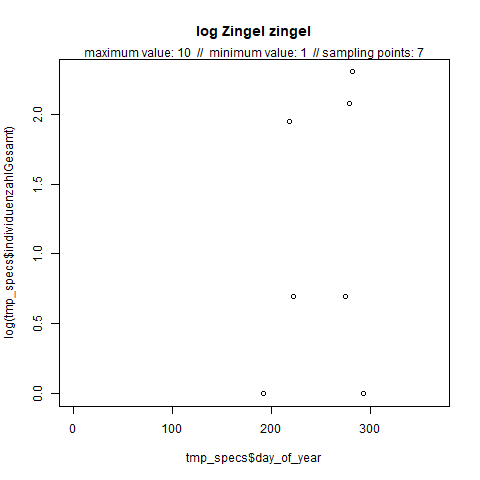 log Zingel zingel
maximum value: 10 // minimum value: 1 // sampling points: 7
log(tmp_specs$individuenzahlGesamt)
2.0
1.5
1.0
0.5
0.0
0 100 200 300
tmp_specs$day_of_year